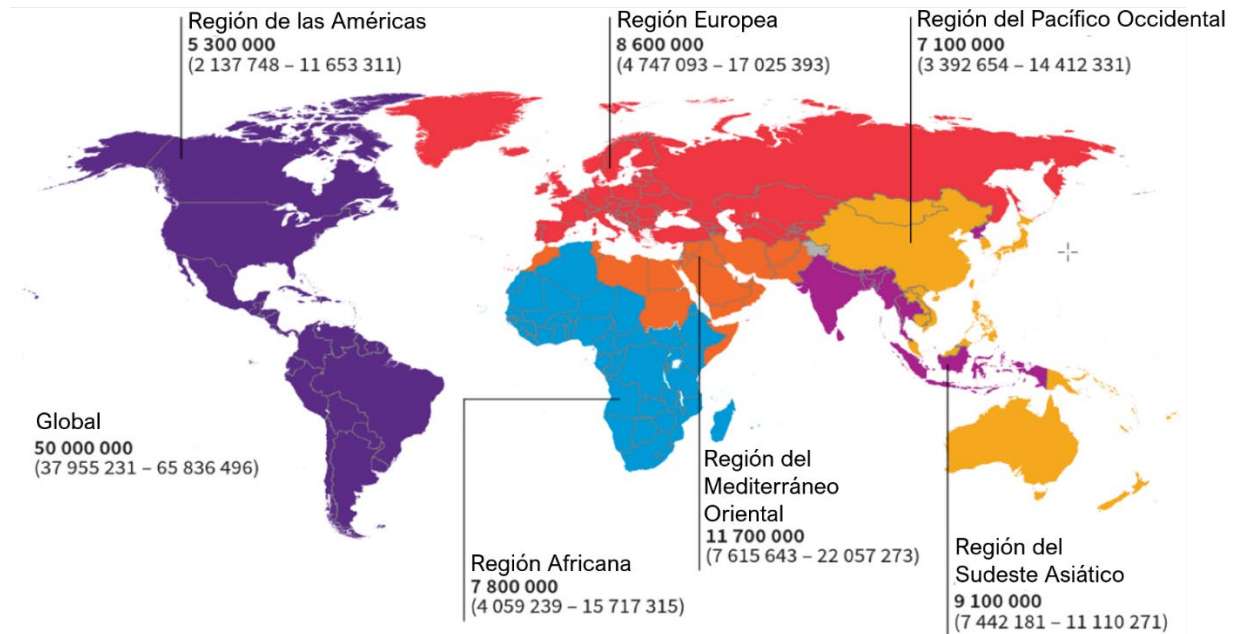 Región de las Américas
5 300 000
(2 137 748 – 11 653 311)
Región Europea
8 600 000
(4 747 093 – 17 025 393)
Región del Pacífico Occidental
7 100 000
(3 392 654 – 14 412 331)
Global
50 000 000
(37 955 231 – 65 836 496)
Región Africana
7 800 000
(4 059 239 – 15 717 315)
Región del
Mediterráneo
Oriental
11 700 000
(7 615 643 – 22 057 273)
Región del
Sudeste Asiático
9 100 000
(7 442 181 – 11 110 271)